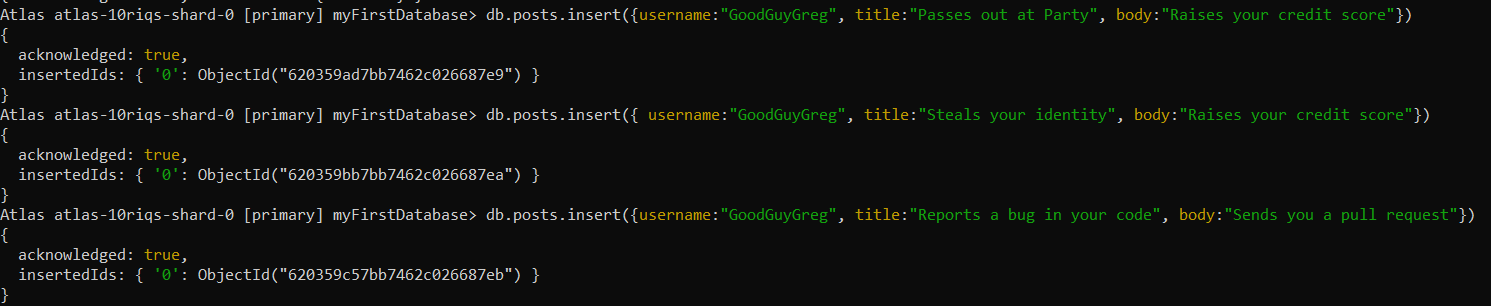 Atlas atlas-10riqs-shard-0 [primary] myFirstDatabase> db.posts.insert({username:"GoodGuyGreg", title:"Passes out at Party", body:"Raises your credit score"})
{
  acknowledged: true,
  insertedIds: { '0': ObjectId("620359ad7bb7462c026687e9") }
}
Atlas atlas-10riqs-shard-0 [primary] myFirstDatabase> db.posts.insert({ username:"GoodGuyGreg", title:"Steals your identity", body:"Raises your credit score"})
{
  acknowledged: true,
  insertedIds: { '0': ObjectId("620359bb7bb7462c026687ea") }
}
Atlas atlas-10riqs-shard-0 [primary] myFirstDatabase> db.posts.insert({username:"GoodGuyGreg", title:"Reports a bug in your code", body:"Sends you a pull request"})
{
  acknowledged: true,
  insertedIds: { '0': ObjectId("620359c57bb7462c026687eb") }
}